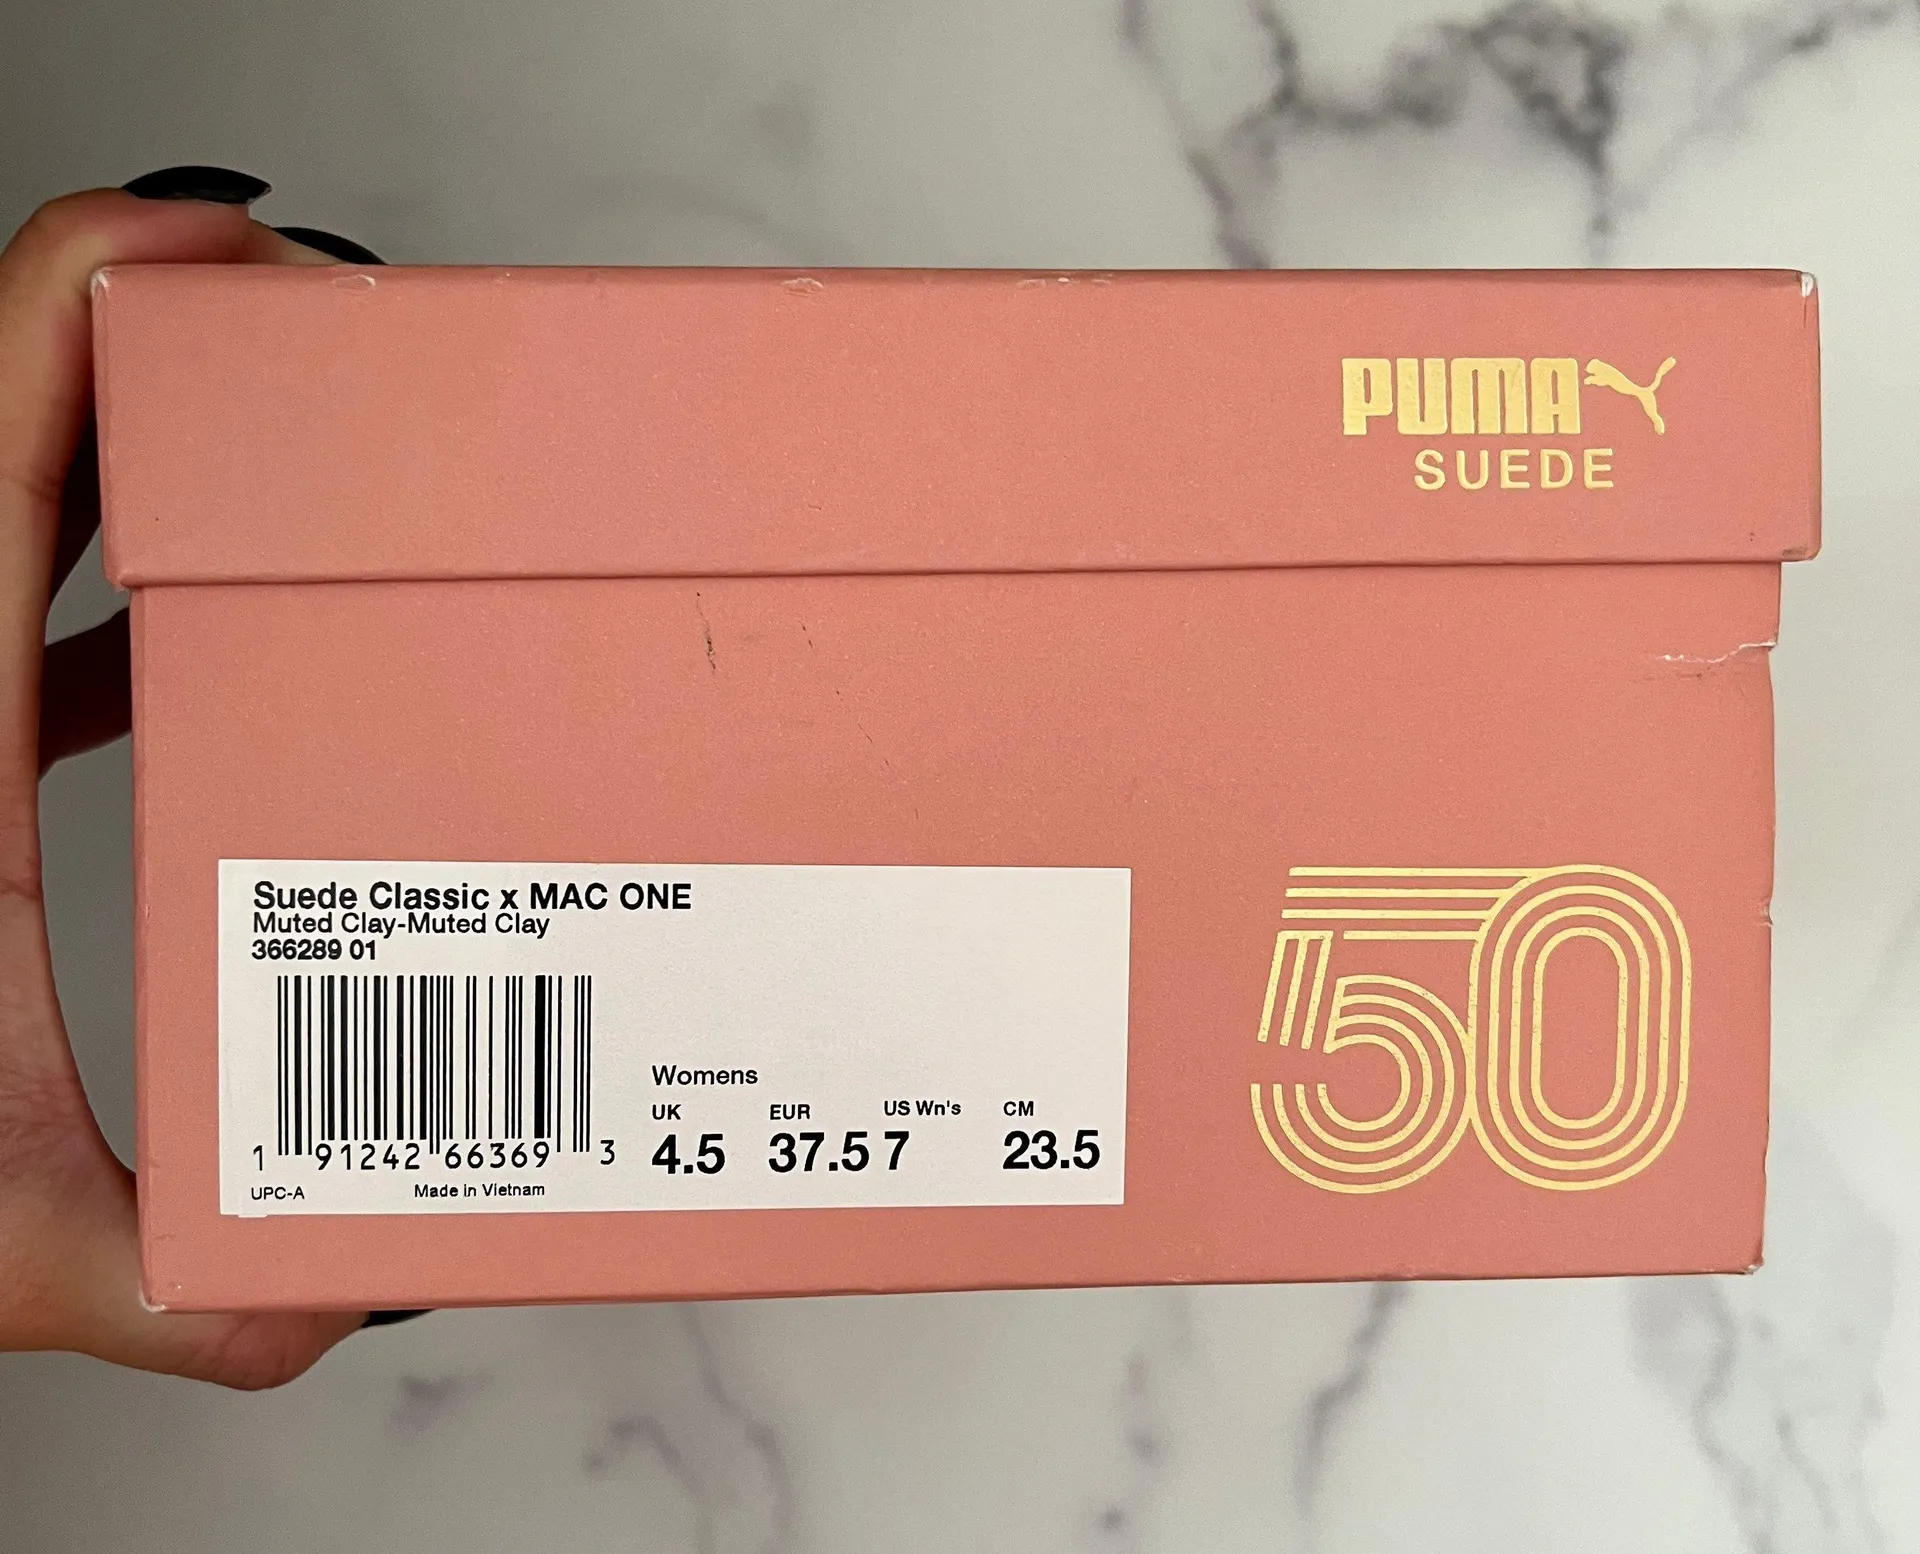 PUMA
SUEDE
Suede Classic x MAC ONE
Muted Clay-Muted Clay
366289 01
Womens
UK EUR US Wn's CM
4.5 37.5 7 23.5
1 91242 66369 3
UPC-A Made in Vietnam
50